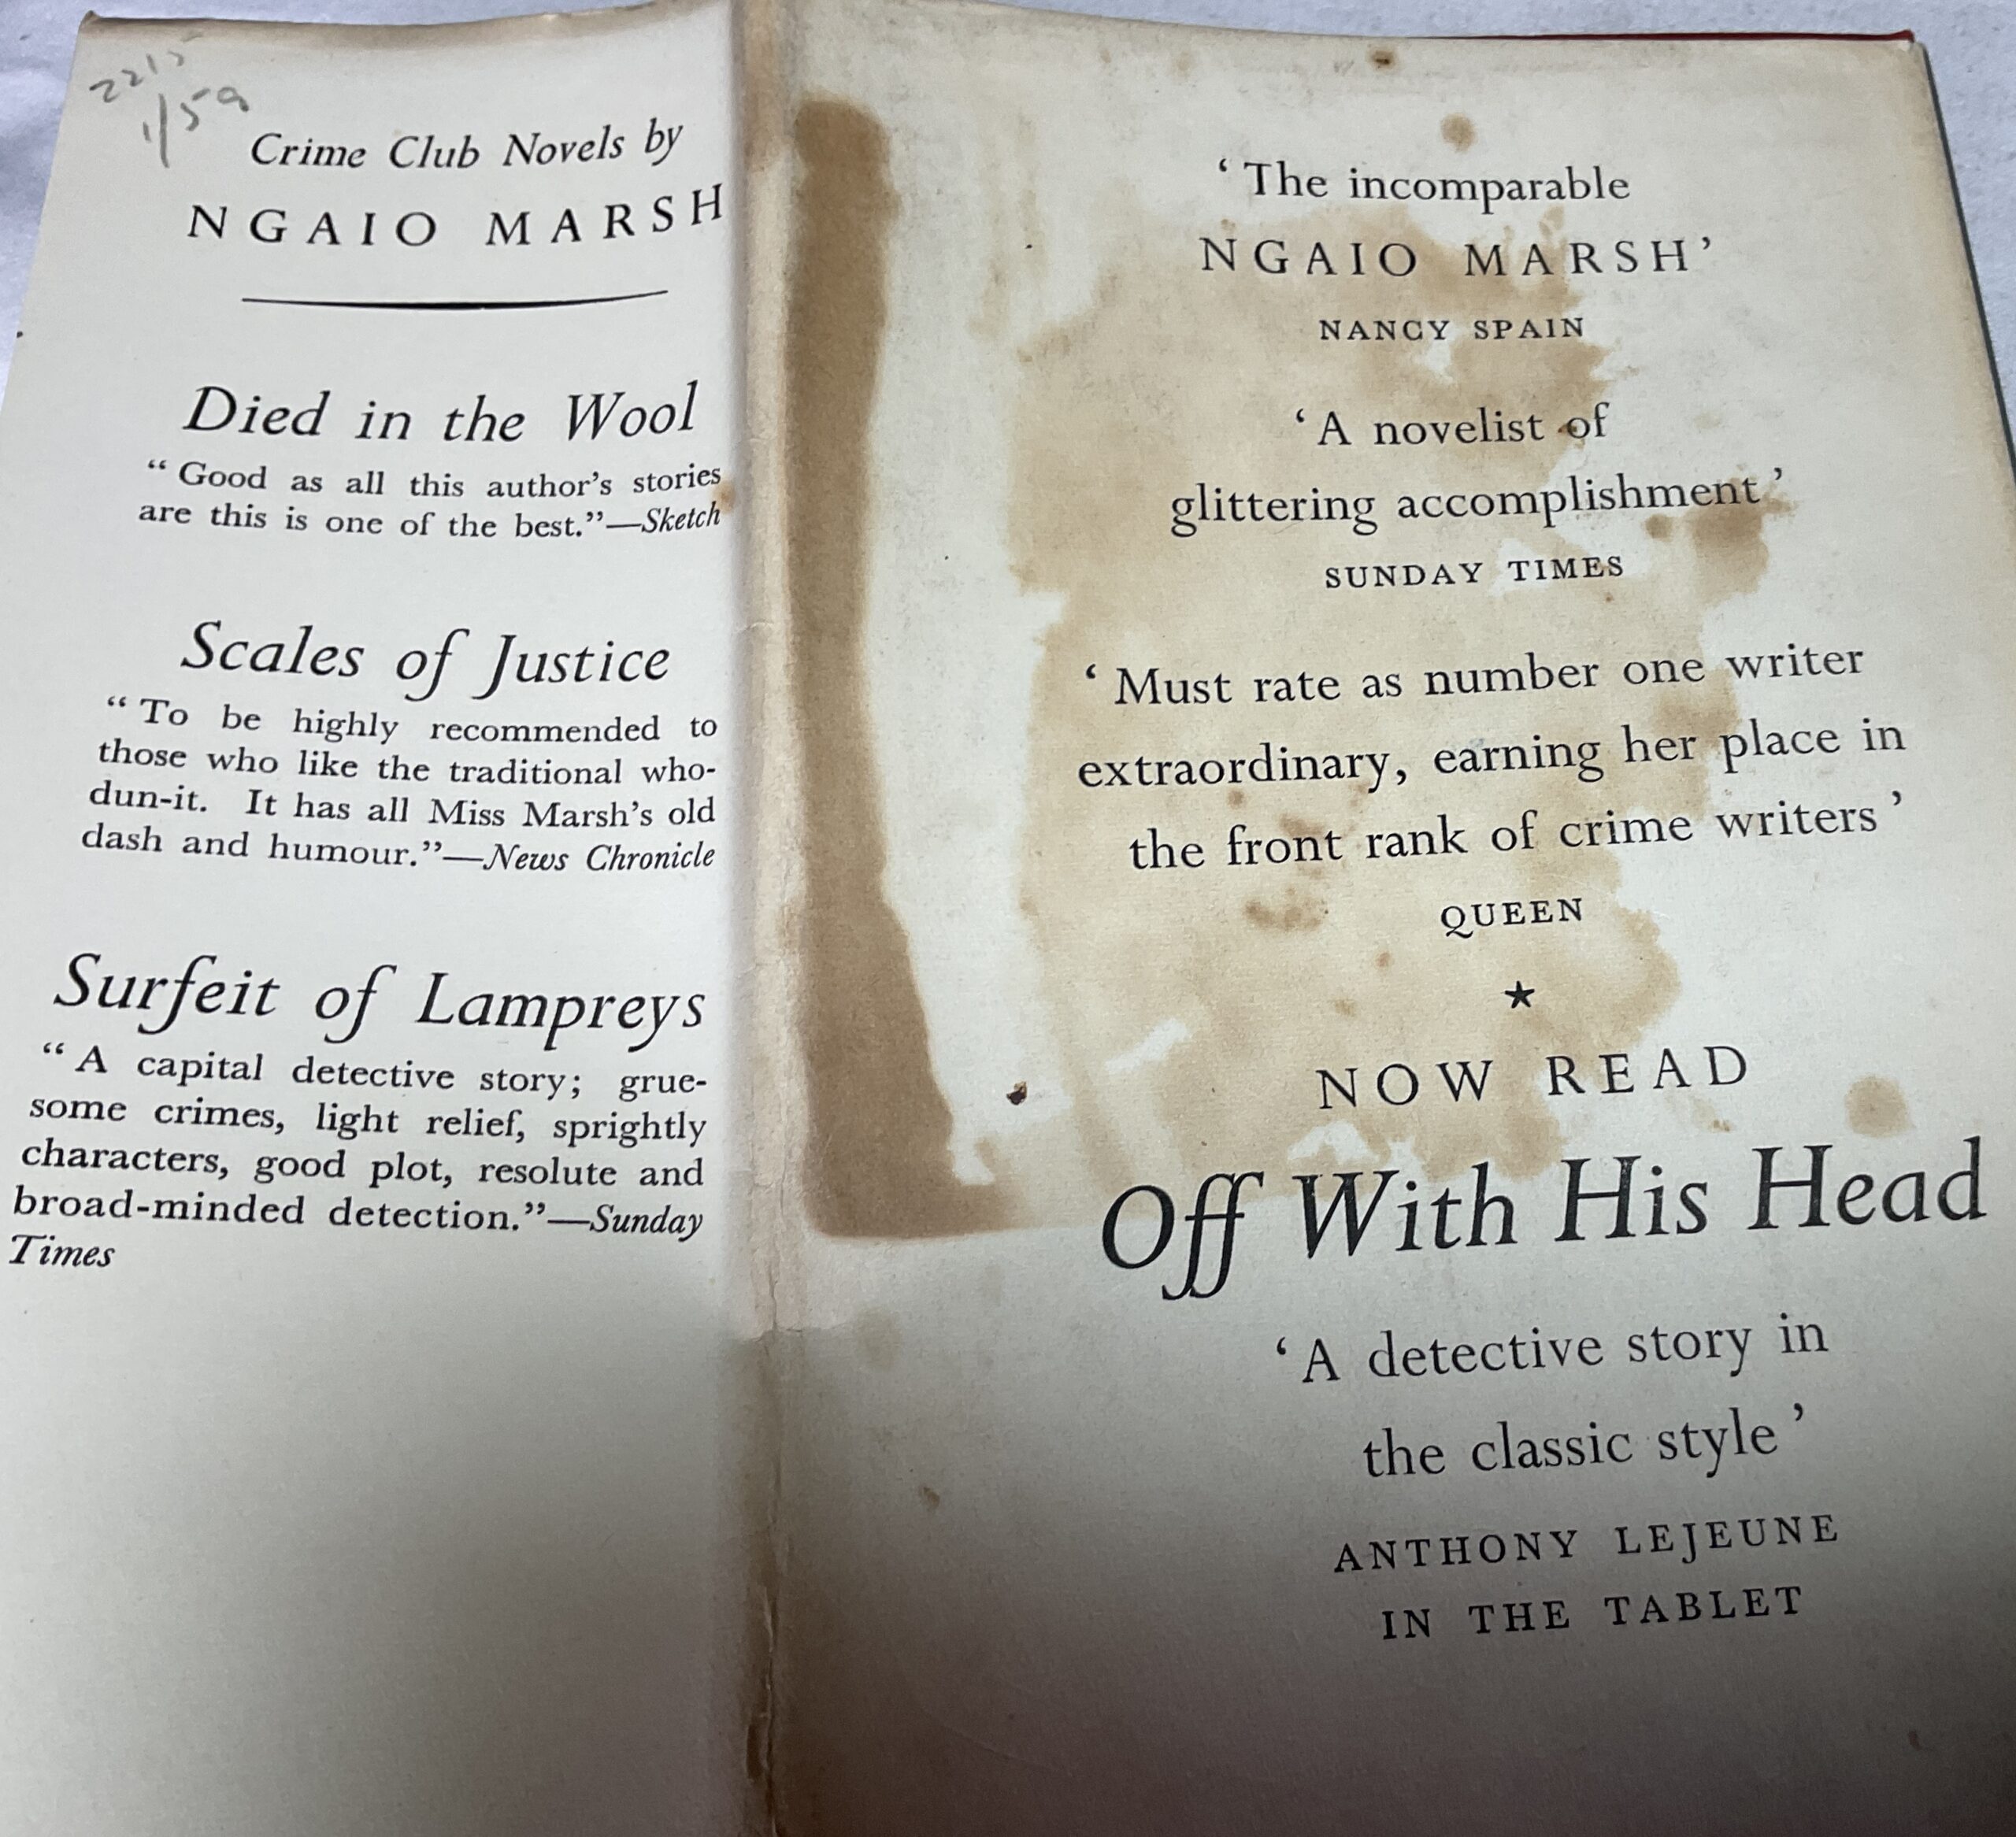 2215
1/59
Crime Club Novels by
NGAIO MARSH
Died in the Wool
“Good as all this author’s stories
are this is one of the best.”—Sketch
Scales of Justice
“To be highly recommended to
those who like the traditional who-
dun-it. It has all Miss Marsh’s old
dash and humour.”—News Chronicle
Surfeit of Lampreys
“A capital detective story; grue-
some crimes, light relief, sprightly
characters, good plot, resolute and
broad-minded detection.”—Sunday
Times
‘The incomparable
NGAIO MARSH’
NANCY SPAIN
‘A novelist of
glittering accomplishment’
SUNDAY TIMES
‘Must rate as number one writer
extraordinary, earning her place in
the front rank of crime writers’
QUEEN
★
NOW READ
Off With His Head
‘A detective story in
the classic style’
ANTHONY LEJEUNE
IN THE TABLET